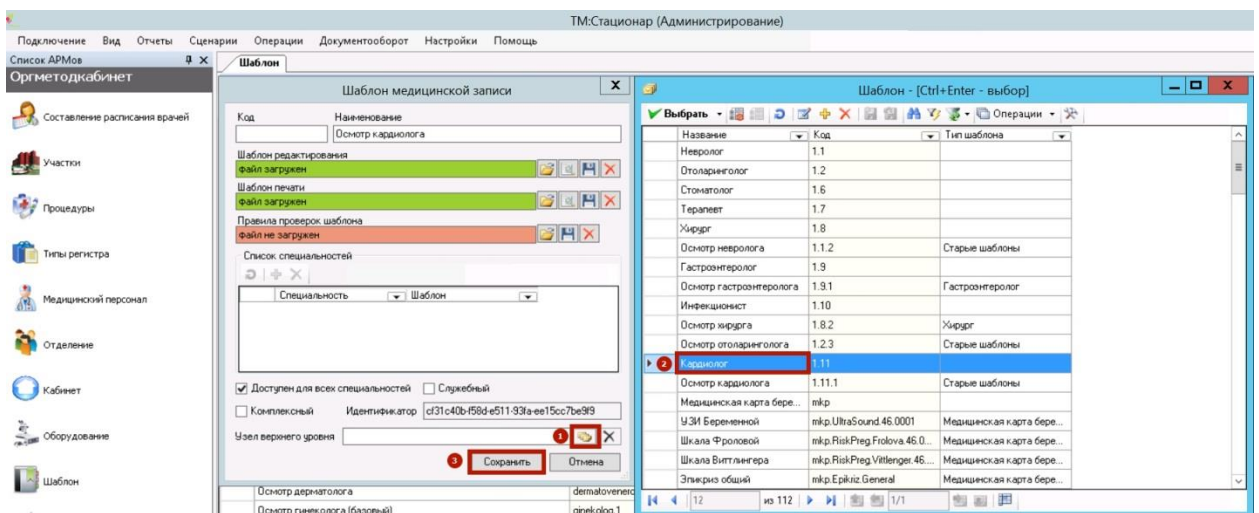 ТМ:Стационар (Администрирование)
Подключение Вид Отчеты Сценарии Операции Документооборот Настройки Помощь
Список АРМов
Оргметодкабинет
Составление расписания врачей
Участки
Процедуры
Типы регистра
Медицинский персонал
Отделение
Кабинет
Оборудование
Шаблон
Шаблон
Шаблон медицинской записи
Код Наименование
Осмотр кардиолога
Шаблон редактирования
файл загружен
Шаблон печати
файл загружен
Правила проверок шаблона
файл не загружен
Список специальностей
Специальность Шаблон
Доступен для всех специальностей Служебный
Комплексный Идентификатор cf31c40b-f58d-e511-93fa-ee15cc7be9f9
Узел верхнего уровня 1
3 Сохранить Отмена
Осмотр дерматолога dermatovenero
Осмотр гинеколога (базовый) ginekolog.1
Шаблон - [Ctrl+Enter - выбор]
Выбрать Операции
Название Код Тип шаблона
Невролог 1.1
Отоларинголог 1.2
Стоматолог 1.6
Терапевт 1.7
Хирург 1.8
Осмотр невролога 1.1.2 Старые шаблоны
Гастроэнтеролог 1.9
Осмотр гастроэнтеролога 1.9.1 Гастроэнтеролог
Инфекционист 1.10
Осмотр хирурга 1.8.2 Хирург
Осмотр отоларинголога 1.2.3 Старые шаблоны
2 Кардиолог 1.11
Осмотр кардиолога 1.11.1 Старые шаблоны
Медицинская карта бере... mkp
УЗИ Беременной mkp.UltraSound.46.0001 Медицинская карта бере...
Шкала Фроловой mkp.RiskPreg.Frolova.46.0... Медицинская карта бере...
Шкала Виттлингера mkp.RiskPreg.Vittlenger.46.... Медицинская карта бере...
Эпикриз общий mkp.Epikriz.General Медицинская карта бере...
12 из 112 1/1